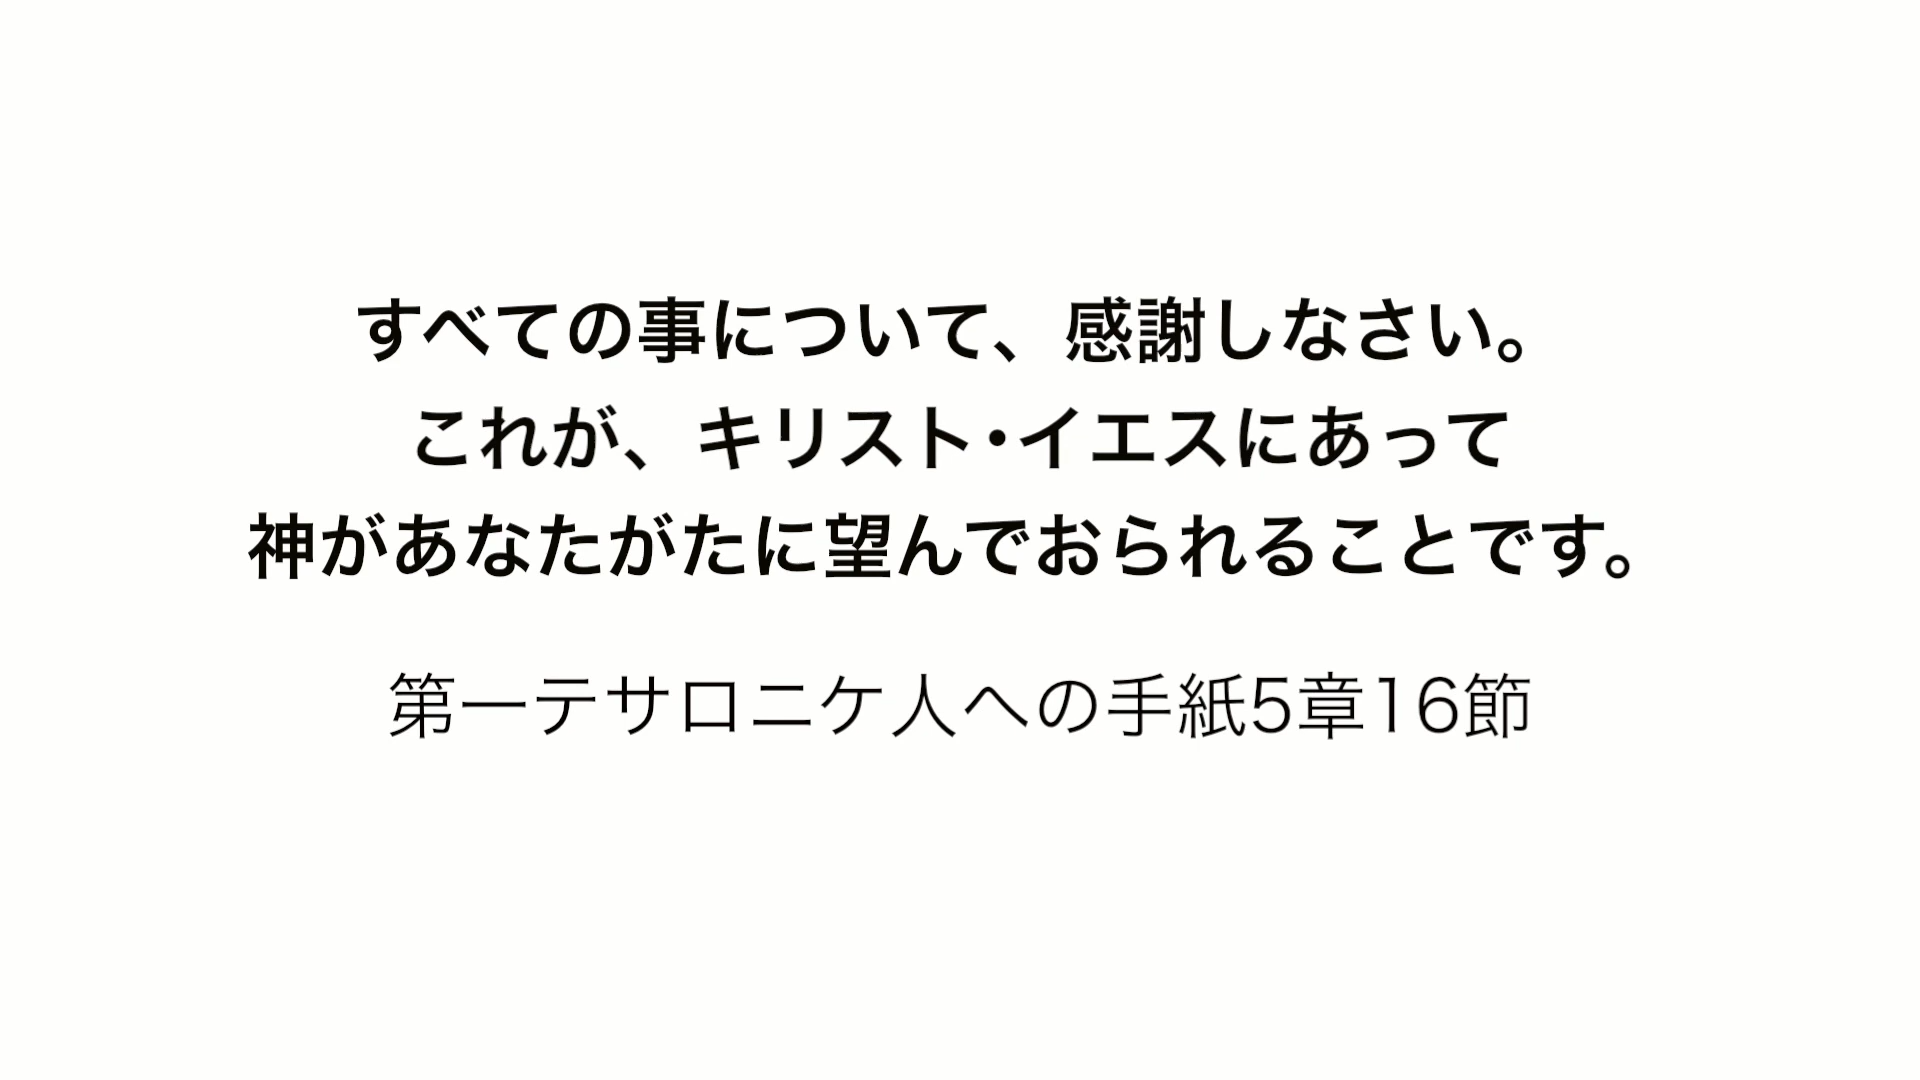 すべての事について、感謝しなさい。
これが、キリスト・イエスにあって
神があなたがたに望んでおられることです。
第一テサロニケ人への手紙5章16節